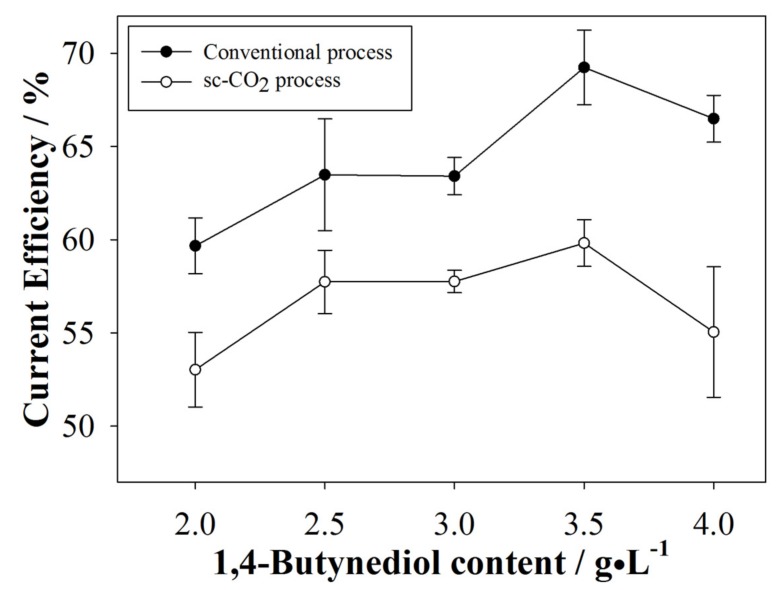 Conventional process
sc-CO2 process
Current Efficiency / %
70
65
60
55
50
2.0 2.5 3.0 3.5 4.0
1,4-Butynediol content / g•L-1